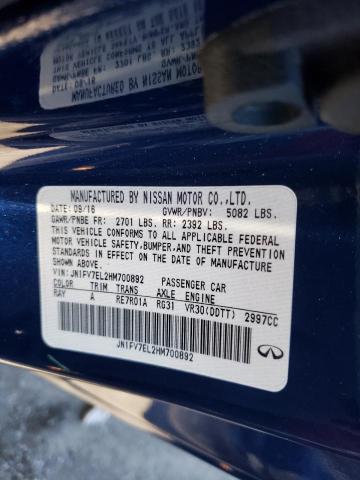 MANUFACTURED BY NISSAN MOTOR CO.,LTD.
DATE: 09/16 GVWR/PNBV: 5082 LBS.
GAWR/PNBE FR: 2701 LBS. RR: 2392 LBS.
THIS VEHICLE CONFORMS TO ALL APPLICABLE FEDERAL
MOTOR VEHICLE SAFETY,BUMPER,AND THEFT PREVENTION
STANDARDS IN EFFECT ON THE DATE OF MANUFACTURE
SHOWN ABOVE.
VIN: JN1FV7EL2HM700892 PASSENGER CAR
COLOR TRIM TRANS AXLE ENGINE
RAY A RE7R01A RG31 VR30(DDTT) 2997CC
JN1FV7EL2HM700892